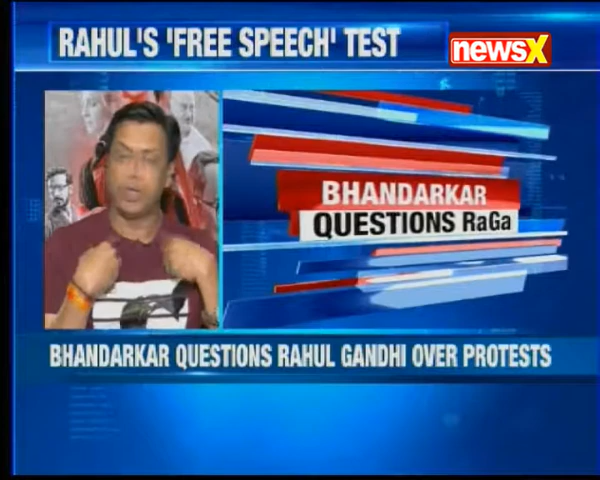 RAHUL'S 'FREE SPEECH' TEST
newsX
BHANDARKAR
QUESTIONS RaGa
BHANDARKAR QUESTIONS RAHUL GANDHI OVER PROTESTS